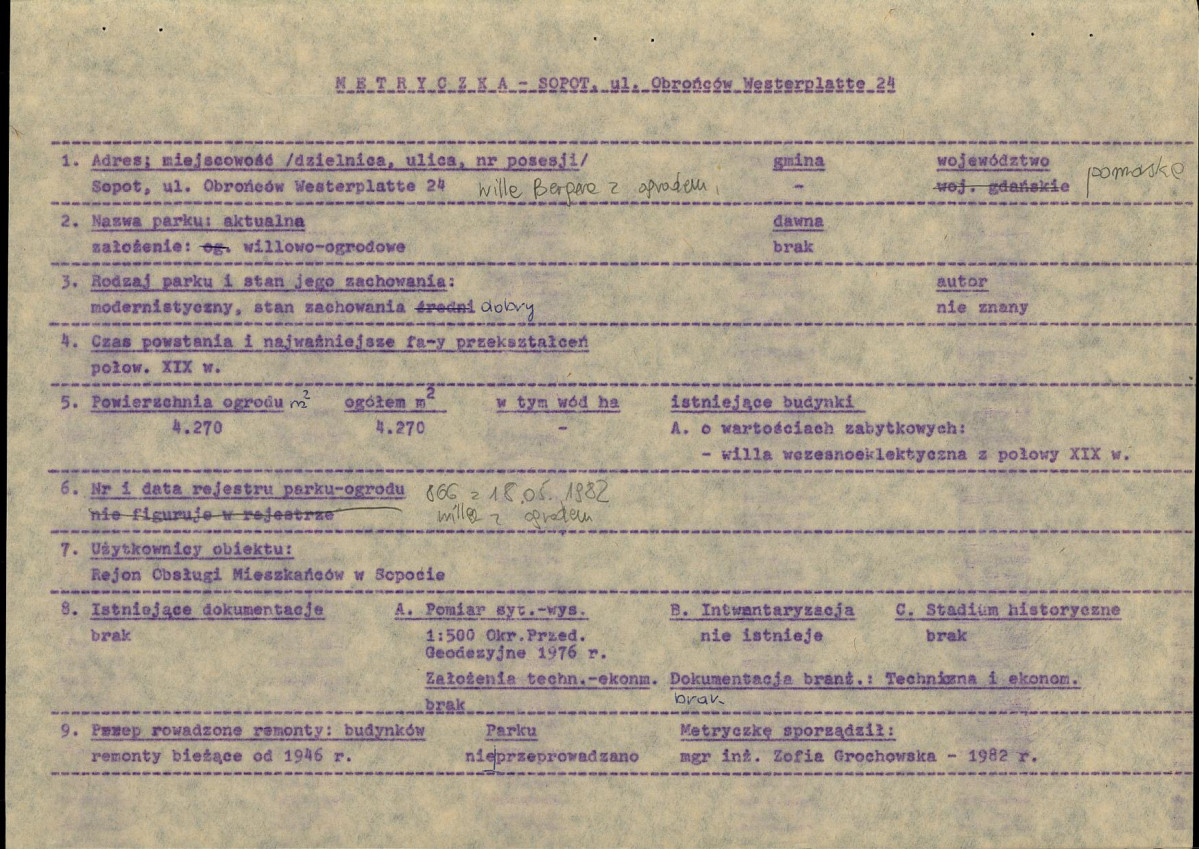 METRYCZKA - SOPOT, ul. Obrońców Westerplatte 24
1. Adres; miejscowość /dzielnica, ulica, nr posesji/ gmina województwo
Sopot, ul. Obrońców Westerplatte 24 willa Bergera z ogrodem, - woj. gdańskie pomorskie
2. Nazwa parku: aktualna dawna
założenie: og. willowo-ogrodowe brak
3. Rodzaj parku i stan jego zachowania: autor
modernistyczny, stan zachowania średni dobry nie znany
4. Czas powstania i najważniejsze fa-y przekształceń
połow. XIX w.
5. Powierzchnia ogrodu m² ogółem m² w tym wód ha istniejące budynki
4.270 4.270 - A. o wartościach zabytkowych:
- willa wczesnoeklektyczna z połowy XIX w.
6. Nr i data rejestru parku-ogrodu 866 z 18.05.1982
nie figuruje w rejestrze willa z ogrodem
7. Użytkownicy obiektu:
Rejon Obsługi Mieszkańców w Sopocie
8. Istniejące dokumentacje A. Pomiar syt.-wys. B. Intwantaryzacja C. Stadium historyczne
brak 1:500 Okr.Przed. nie istnieje brak
Geodezyjne 1976 r.
Założenia techn.-ekonm. Dokumentacja branż.: Techniczna i ekonom.
brak brak
9. Przep rowadzone remonty: budynków Parku Metryczkę sporządził:
remonty bieżące od 1946 r. nie|przeprowadzano mgr inż. Zofia Grochowska - 1982 r.